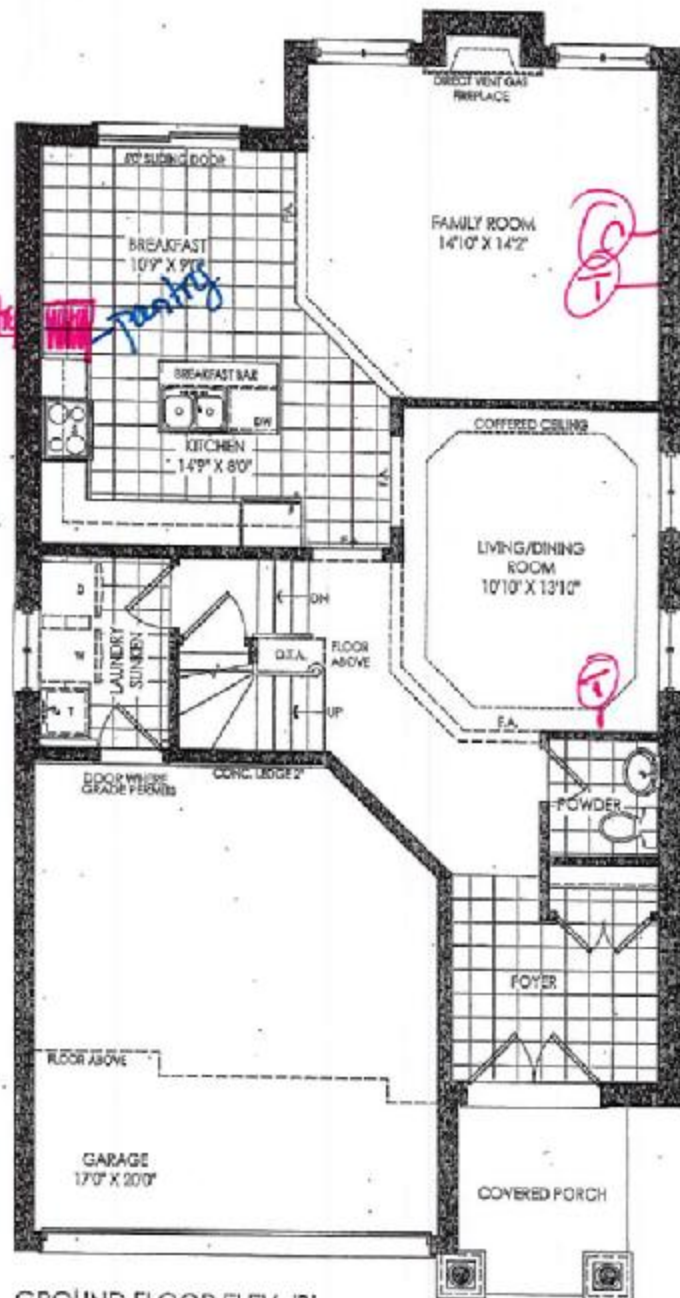 DIRECT VENT GAS
FIREPLACE
6'0" SLIDING DOOR
F.A.
FAMILY ROOM
14'10" X 14'2"
C
T
BREAKFAST
10'9" X 9'0"
pantry
BREAKFAST BAR
DW
KITCHEN
14'9" X 8'0"
F
F.A.
F.A.
COFFERED CEILING
LIVING/DINING
ROOM
10'10" X 13'10"
T
F.A.
D
W
T
LAUNDRY
SUNKEN
DN
O.T.A.
FLOOR
ABOVE
UP
DOOR WHERE
GRADE PERMITS
CONC. LEDGE 2"
POWDER
FOYER
FLOOR ABOVE
GARAGE
17'0" X 20'0"
COVERED PORCH
GROUND FLOOR ELEV. 'B'